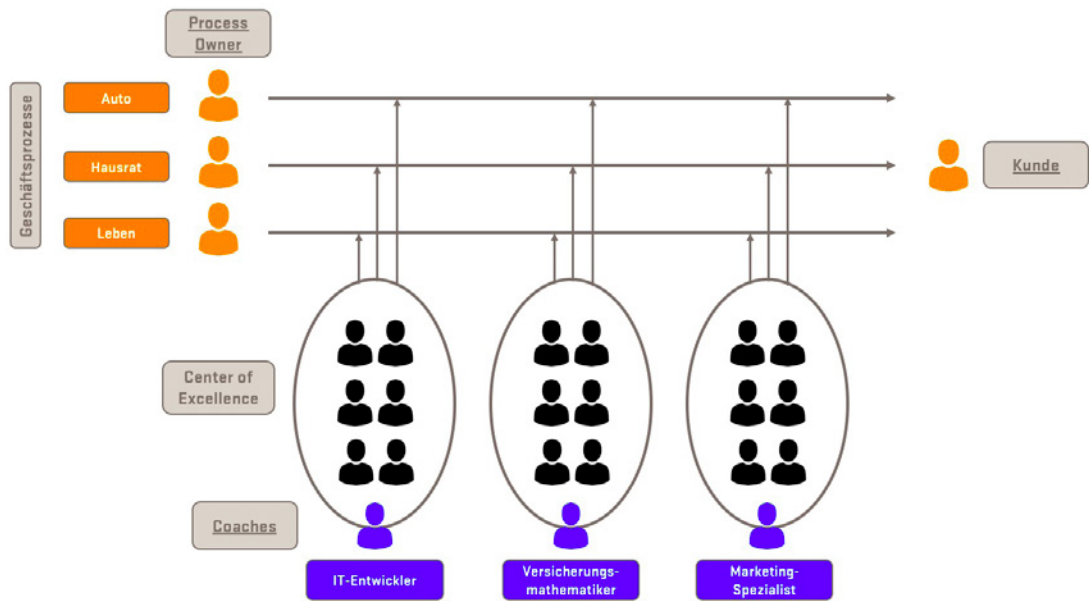 Process
Owner
Geschäftsprozesse
Auto
Hausrat
Kunde
Leben
Center of
Excellence
Coaches
IT-Entwickler
Versicherungs-
mathematiker
Marketing-
Spezialist